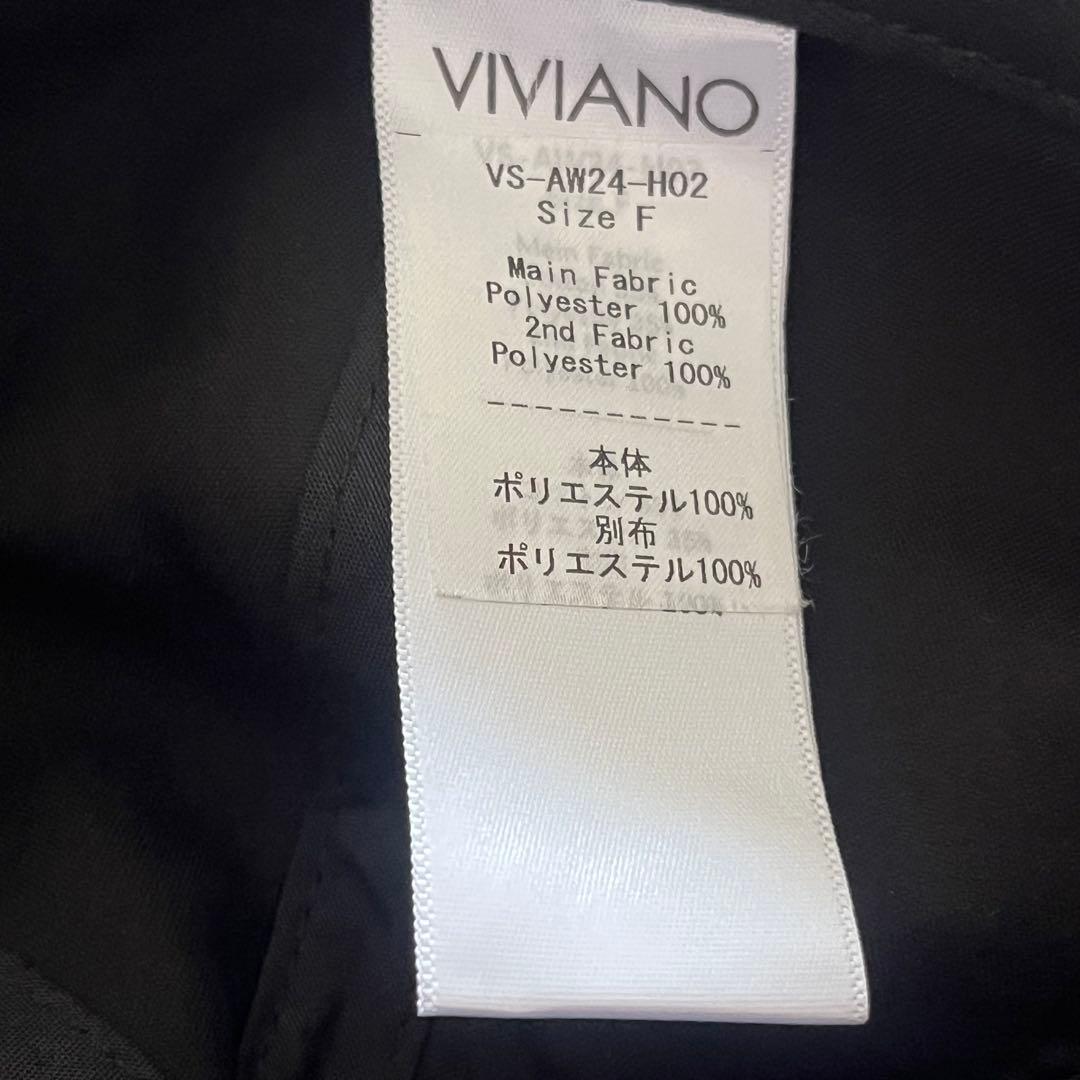 VIVIANO
VS-AW24-H02
Size F
Main Fabric
Polyester 100%
2nd Fabric
Polyester 100%
-----------
本体
ポリエステル100%
別布
ポリエステル100%